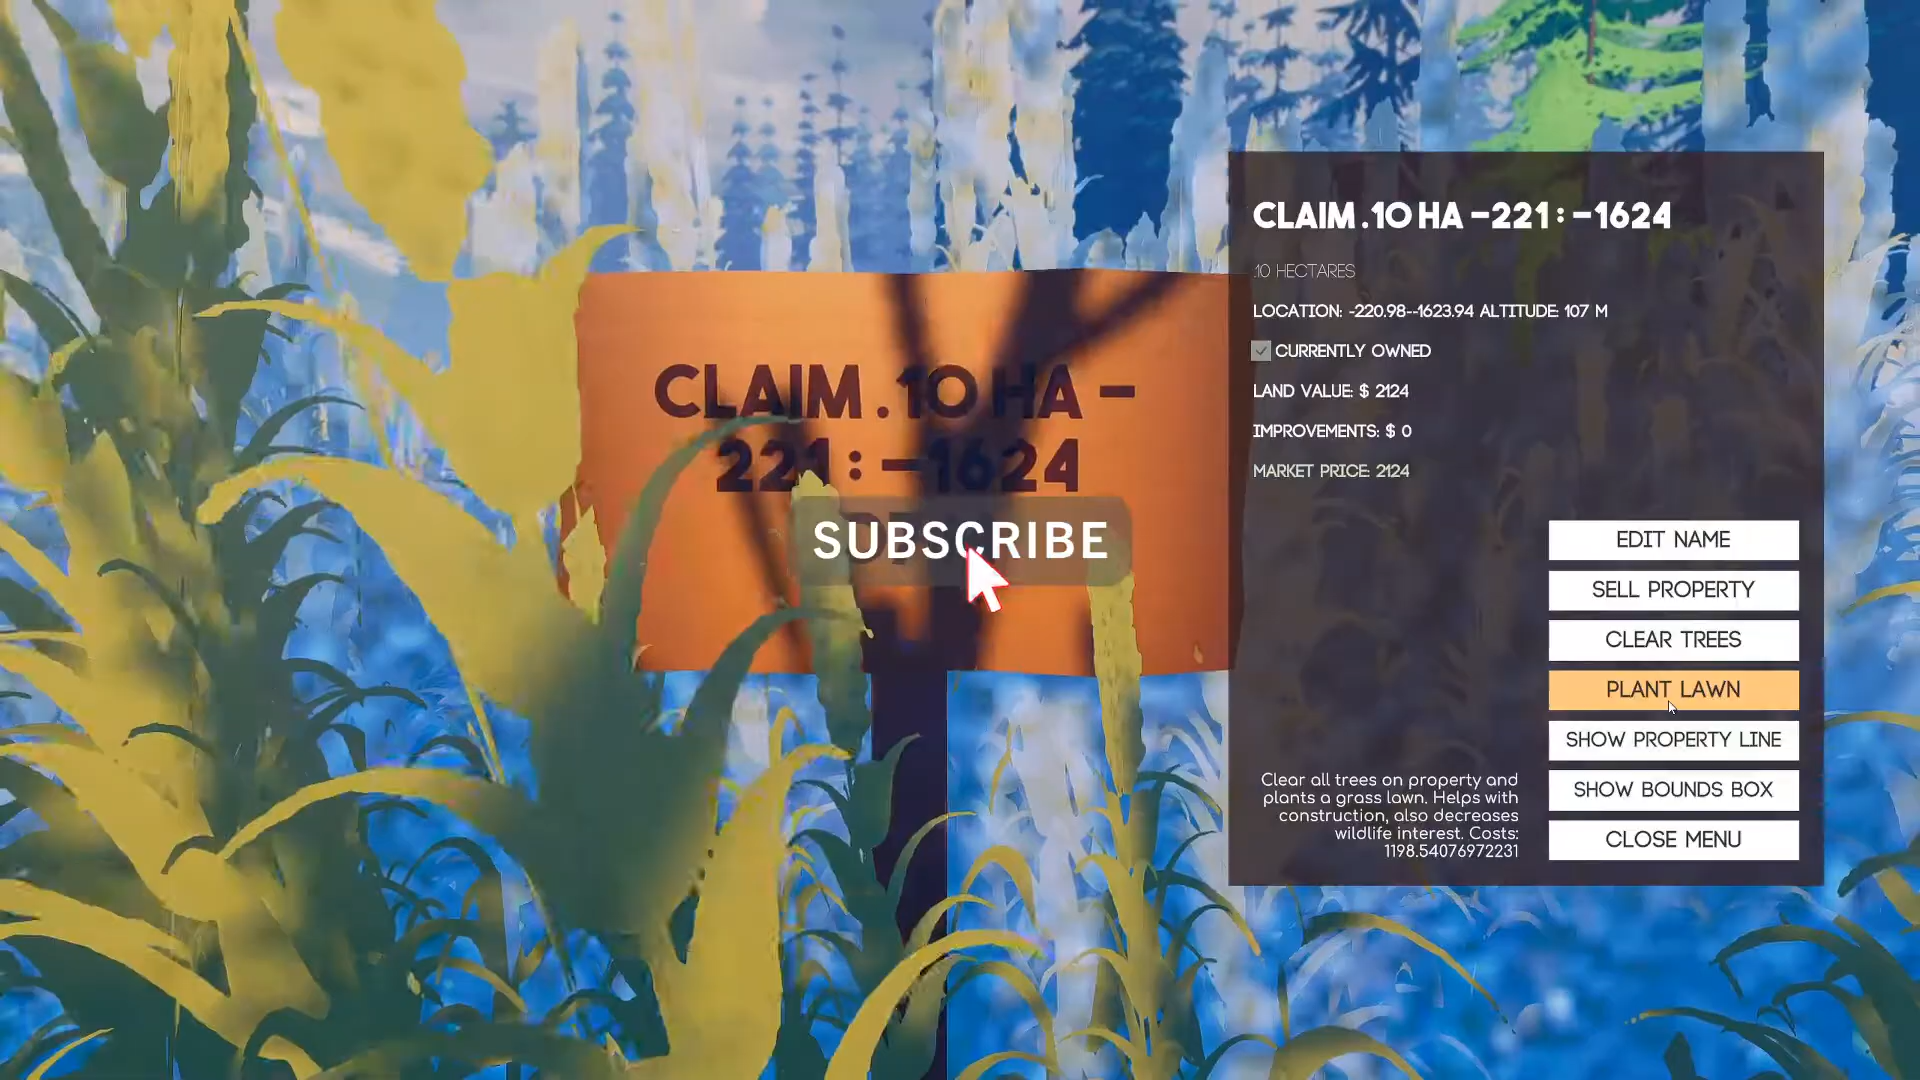 CLAIM .10 HA -
221 : -1624
SUBSCRIBE
CLAIM .10 HA -221 : -1624
.10 HECTARES
LOCATION: -220.98--1623.94 ALTITUDE: 107 M
CURRENTLY OWNED
LAND VALUE: $ 2124
IMPROVEMENTS: $ 0
MARKET PRICE: 2124
EDIT NAME
SELL PROPERTY
CLEAR TREES
PLANT LAWN
SHOW PROPERTY LINE
SHOW BOUNDS BOX
CLOSE MENU
Clear all trees on property and
plants a grass lawn. Helps with
construction, also decreases
wildlife interest. Costs:
1198.54076972231